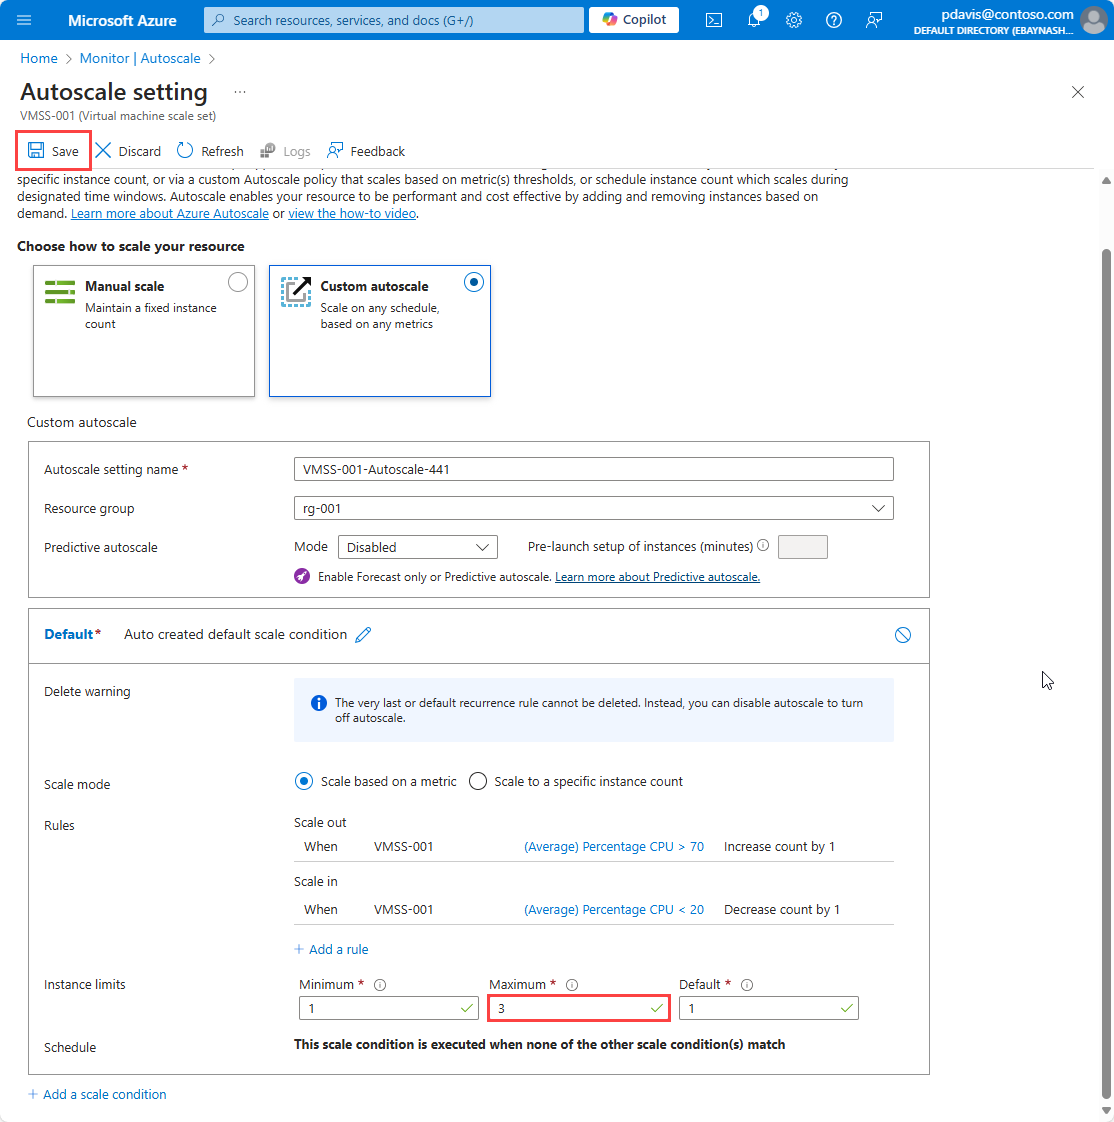 Microsoft Azure
Search resources, services, and docs (G+/)
Copilot
1
pdavis@contoso.com
DEFAULT DIRECTORY (EBAYNASH...
Home > Monitor | Autoscale >
Autoscale setting ...
VMSS-001 (Virtual machine scale set)
Save Discard Refresh Logs Feedback
specific instance count, or via a custom Autoscale policy that scales based on metric(s) thresholds, or schedule instance count which scales during
designated time windows. Autoscale enables your resource to be performant and cost effective by adding and removing instances based on
demand. Learn more about Azure Autoscale or view the how-to video.
Choose how to scale your resource
Manual scale
Maintain a fixed instance
count
Custom autoscale
Scale on any schedule,
based on any metrics
Custom autoscale
Autoscale setting name * VMSS-001-Autoscale-441
Resource group rg-001
Predictive autoscale Mode Disabled Pre-launch setup of instances (minutes)
Enable Forecast only or Predictive autoscale. Learn more about Predictive autoscale.
Default* Auto created default scale condition
Delete warning
The very last or default recurrence rule cannot be deleted. Instead, you can disable autoscale to turn
off autoscale.
Scale mode Scale based on a metric Scale to a specific instance count
Rules
Scale out
When VMSS-001 (Average) Percentage CPU > 70 Increase count by 1
Scale in
When VMSS-001 (Average) Percentage CPU < 20 Decrease count by 1
+ Add a rule
Instance limits Minimum * Maximum * Default *
1 3 1
Schedule This scale condition is executed when none of the other scale condition(s) match
+ Add a scale condition